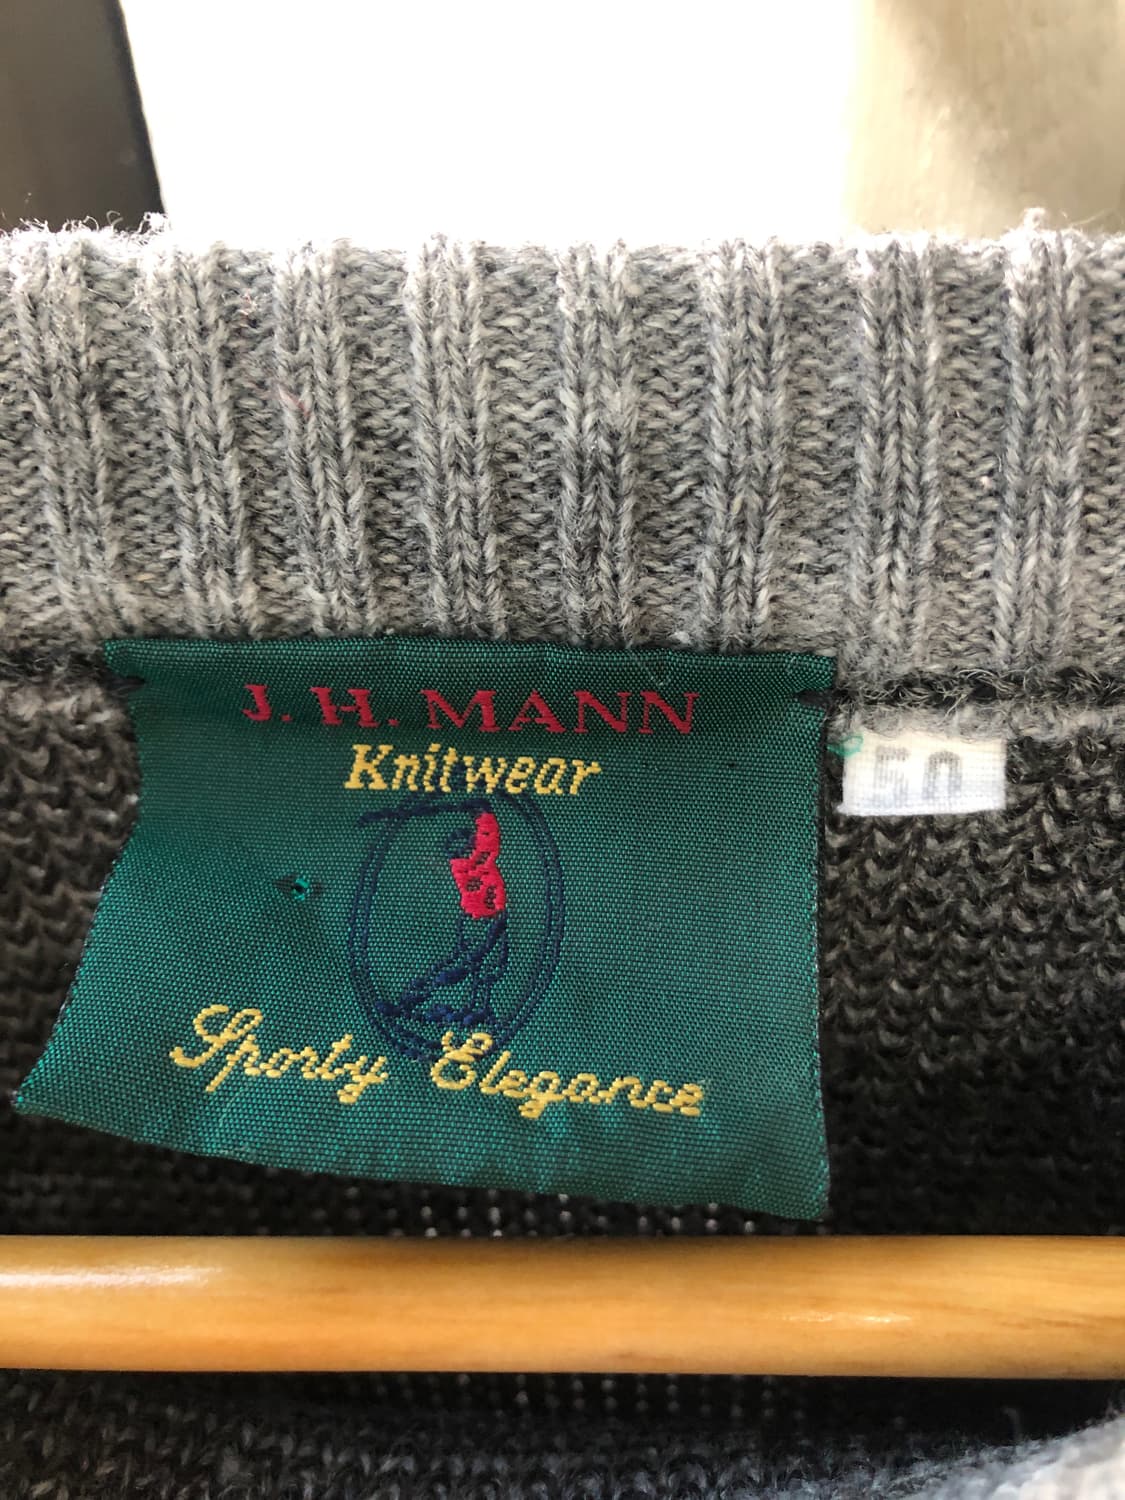 J. H. MANN
Knitwear
50
Sporty Elegance